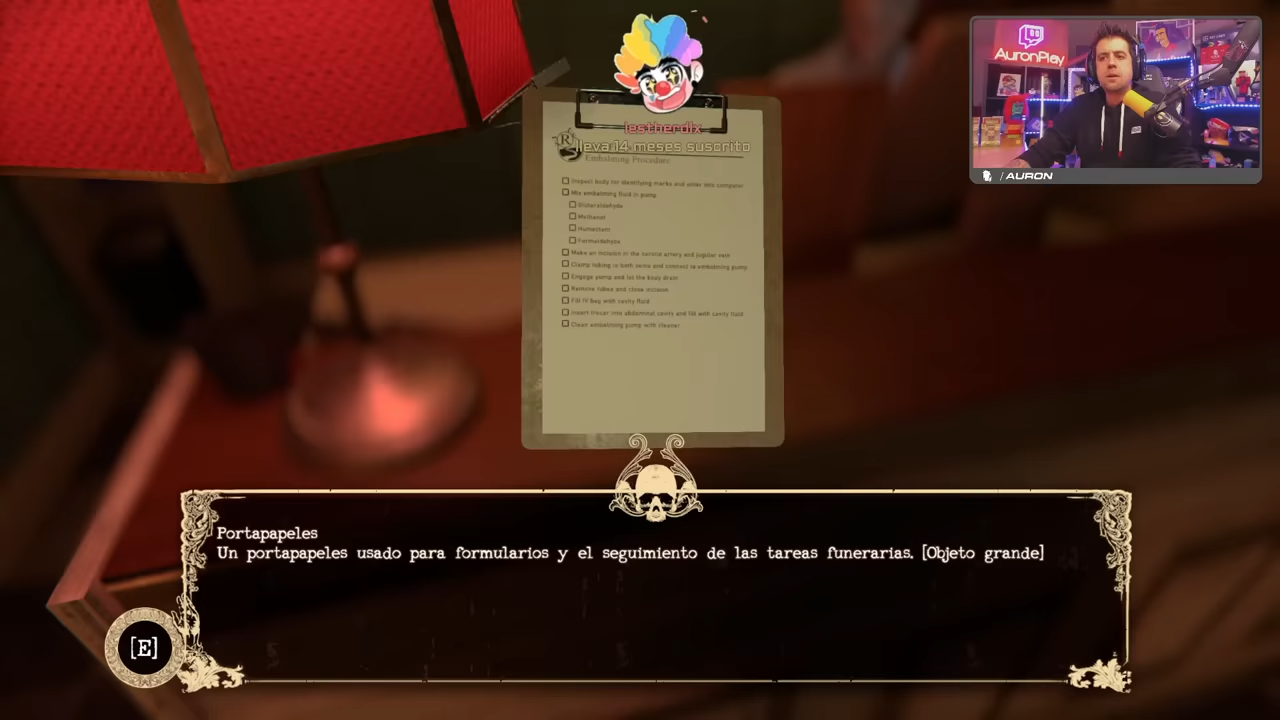 AuronPlay
/AURON
lestherdlx
lleva 14 meses suscrito
R
Embalming Procedure
Inspect body for identifying marks and enter into computer
Mix embalming fluid in pump
Gluteraldehyde
Methanol
Humectant
Formaldehyde
Make an incision in the carotid artery and jugular vein
Clamp tubing to both veins and connect to embalming pump
Engage pump and let the body drain
Remove tubes and close incision
Fill IV bag with cavity fluid
Insert trocar into abdominal cavity and fill with cavity fluid
Clean embalming pump with cleaner
Portapapeles
Un portapapeles usado para formularios y el seguimiento de las tareas funerarias. [Objeto grande]
[E]